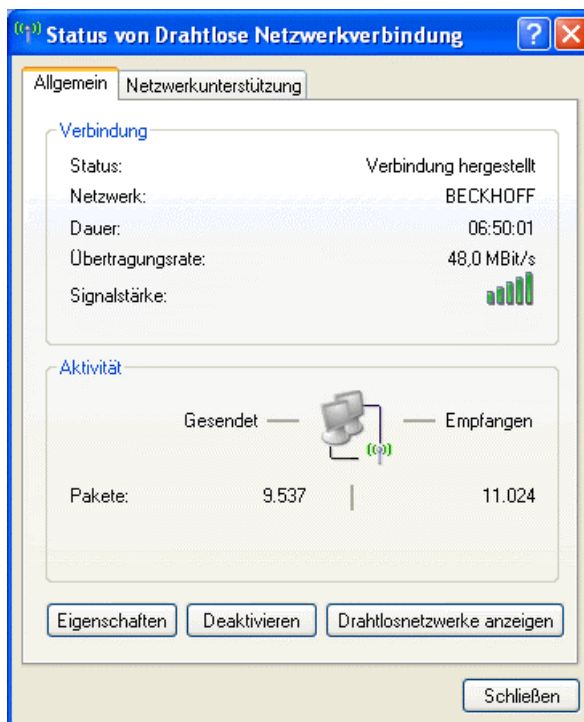 Status von Drahtlose Netzwerkverbindung
Allgemein Netzwerkunterstützung
Verbindung
Status: Verbindung hergestellt
Netzwerk: BECKHOFF
Dauer: 06:50:01
Übertragungsrate: 48,0 MBit/s
Signalstärke:
Aktivität
Gesendet Empfangen
Pakete: 9.537 11.024
Eigenschaften Deaktivieren Drahtlosnetzwerke anzeigen
Schließen